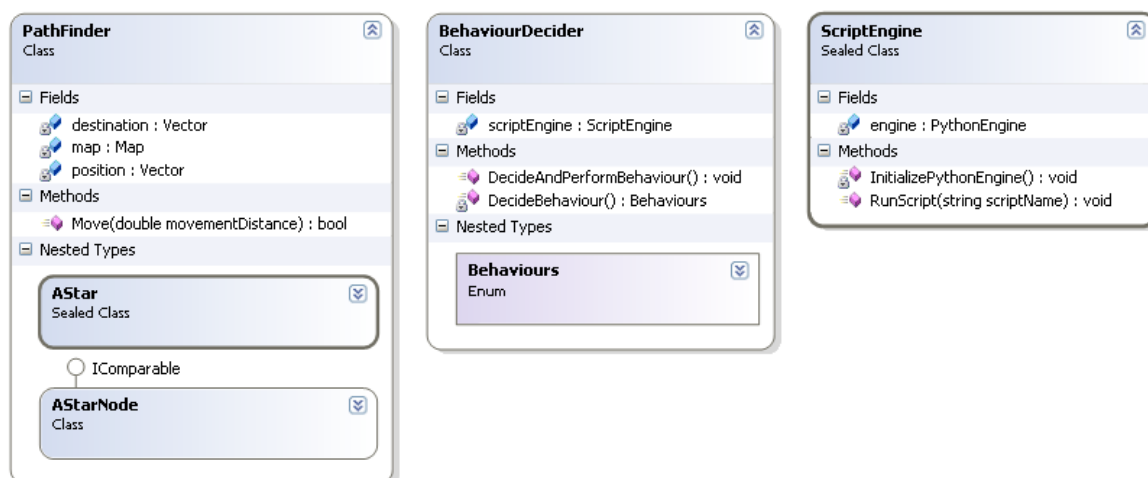 PathFinder
Class
Fields
destination : Vector
map : Map
position : Vector
Methods
Move(double movementDistance) : bool
Nested Types
AStar
Sealed Class
IComparable
AStarNode
Class
BehaviourDecider
Class
Fields
scriptEngine : ScriptEngine
Methods
DecideAndPerformBehaviour() : void
DecideBehaviour() : Behaviours
Nested Types
Behaviours
Enum
ScriptEngine
Sealed Class
Fields
engine : PythonEngine
Methods
InitializePythonEngine() : void
RunScript(string scriptName) : void